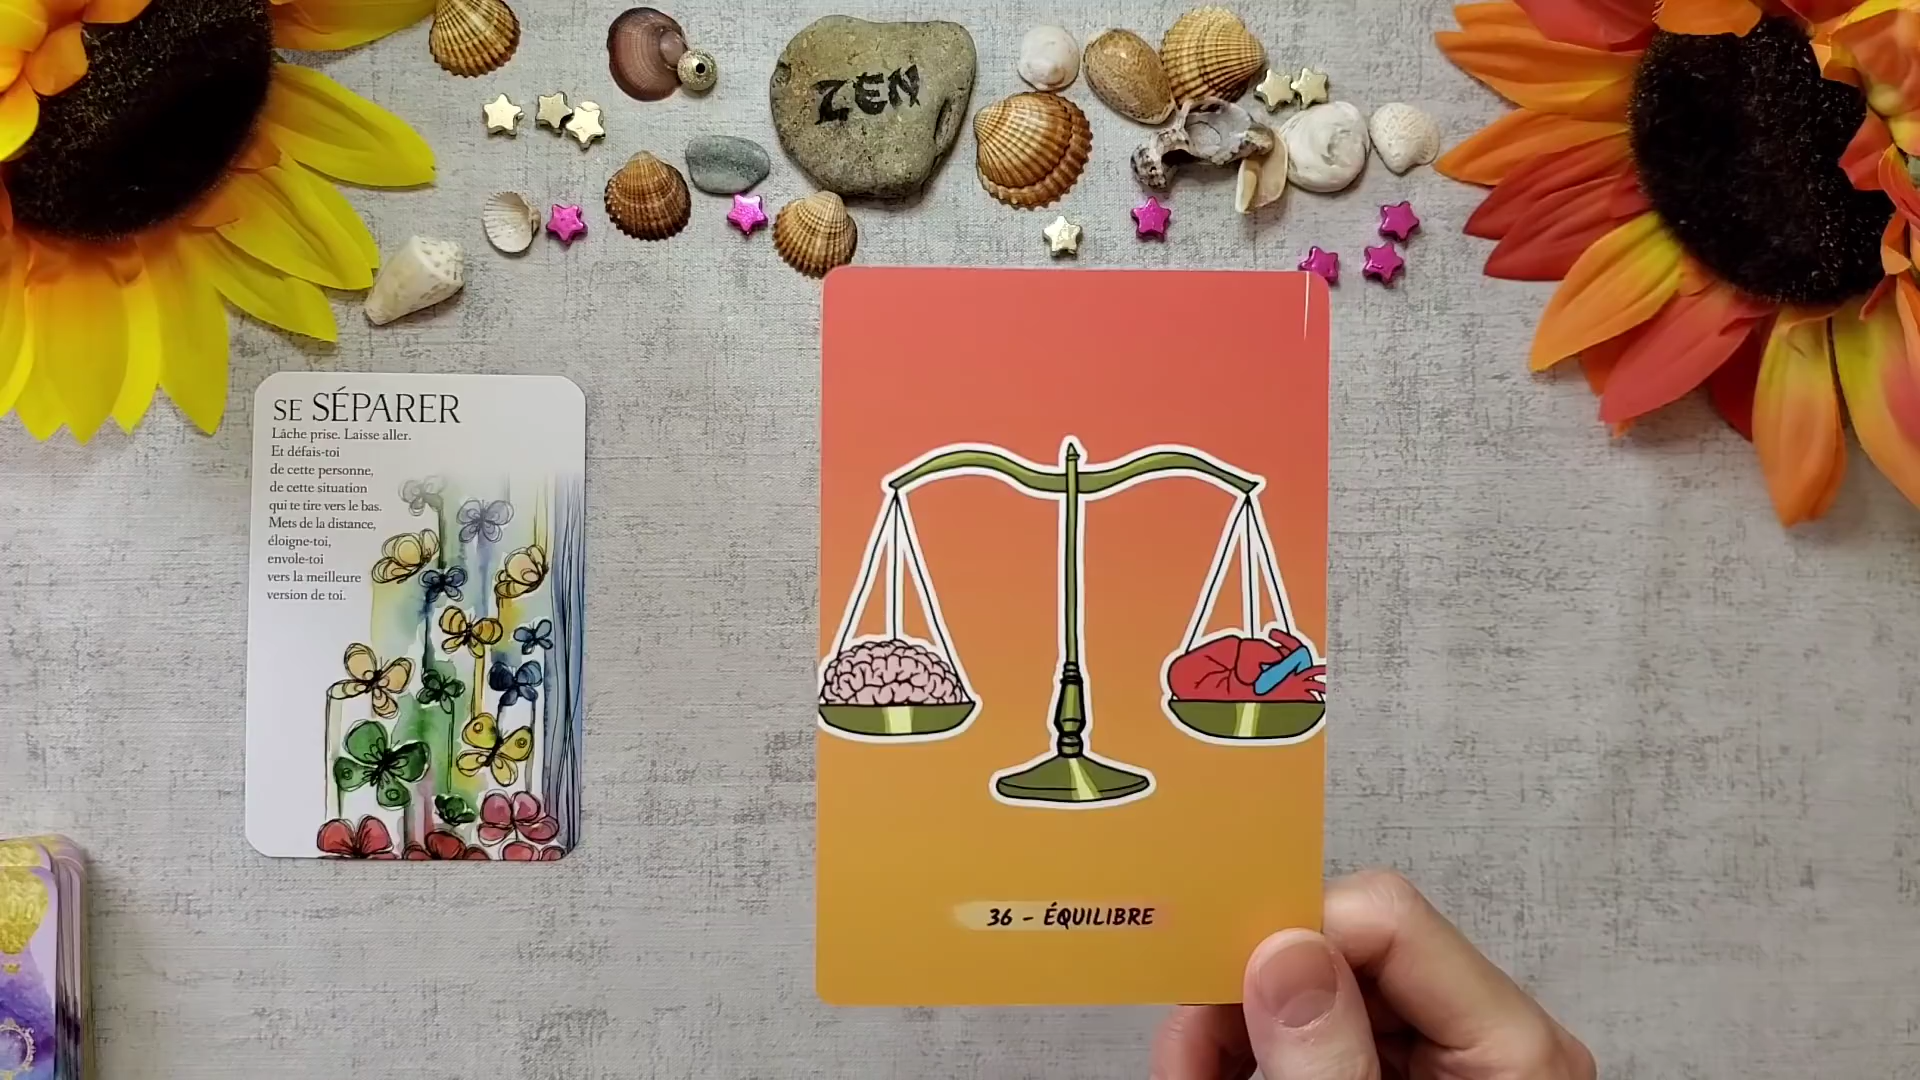 ZEN
SE SÉPARER
Lâche prise. Laisse aller.
Et défais-toi
de cette personne,
de cette situation
qui te tire vers le bas.
Mets de la distance,
éloigne-toi,
envole-toi
vers la meilleure
version de toi.
36 - ÉQUILIBRE